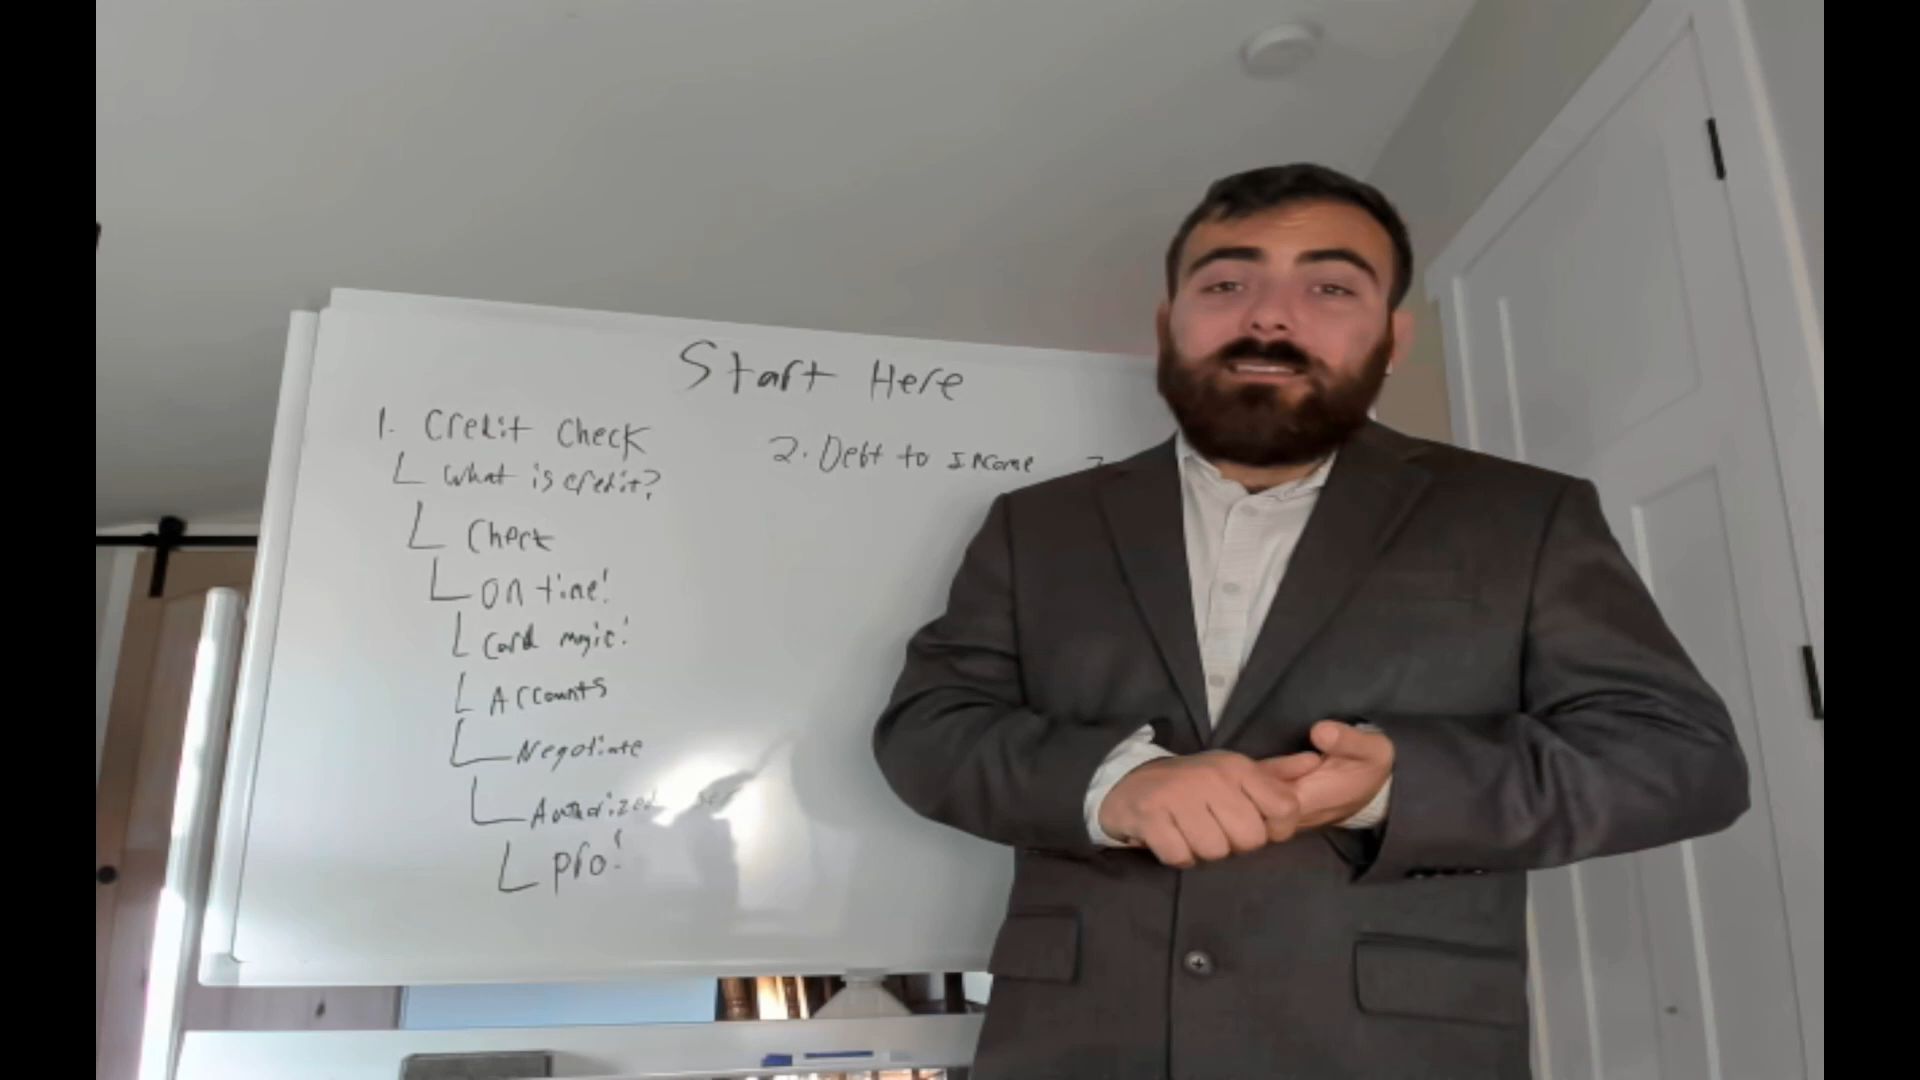 Start Here
1. Credit Check
What is credit?
Check
on time!
Card magic!
Accounts
Negotiate
Authorized
pro!
2. Debt to Income